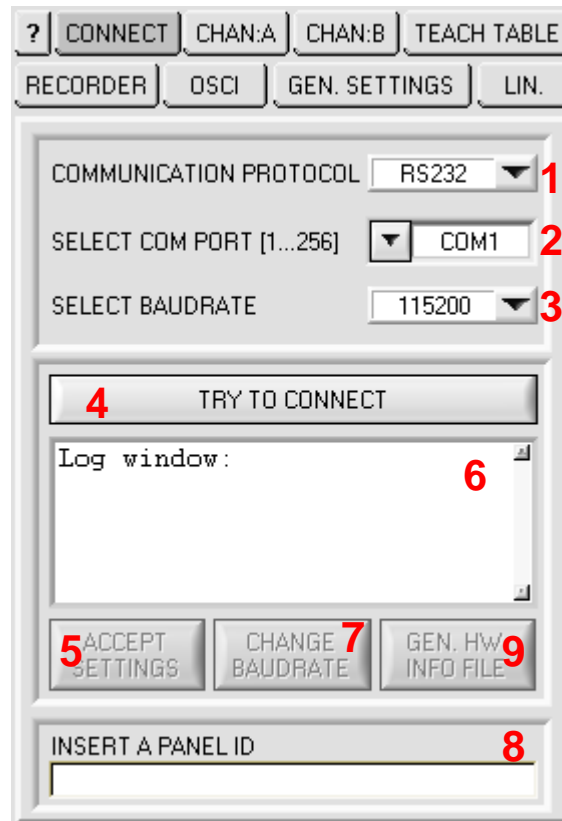 ? CONNECT CHAN:A CHAN:B TEACH TABLE
RECORDER OSCI GEN. SETTINGS LIN.
COMMUNICATION PROTOCOL RS232 1
SELECT COM PORT [1...256] COM1 2
SELECT BAUDRATE 115200 3
4 TRY TO CONNECT
Log window:
6
5 ACCEPT CHANGE 7 GEN. HW 9
SETTINGS BAUDRATE INFO FILE
INSERT A PANEL ID 8